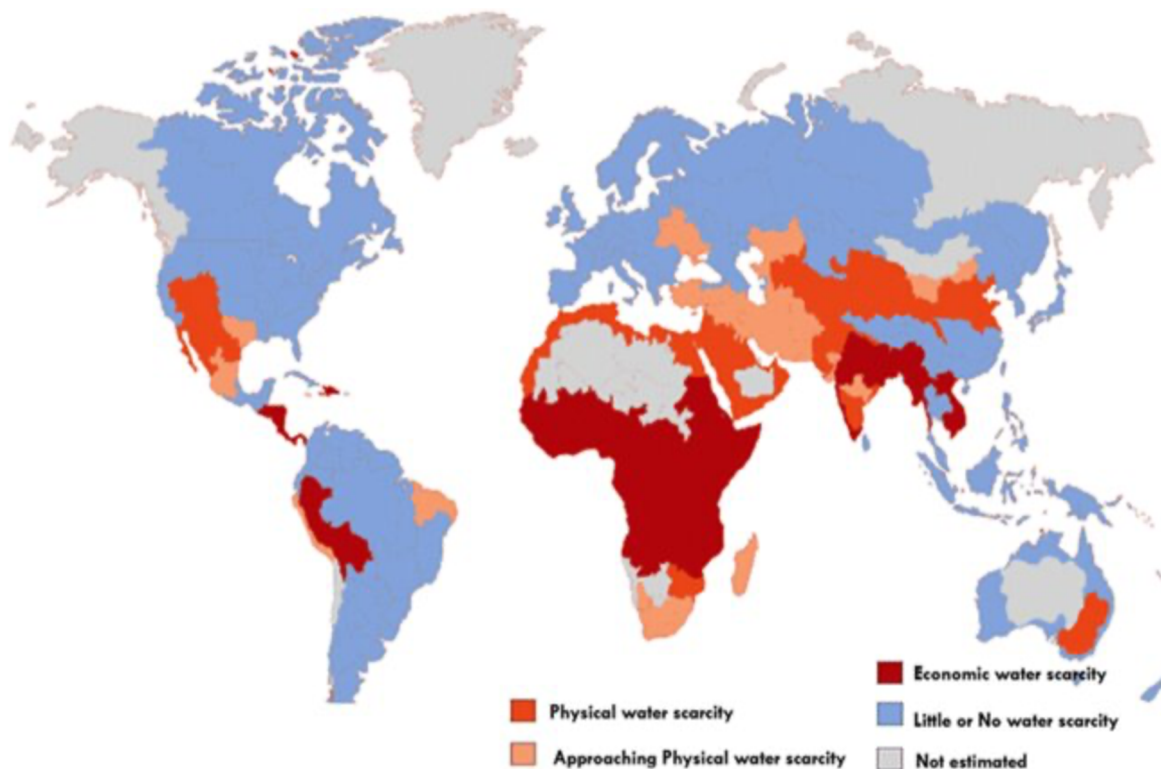 Physical water scarcity
Approaching Physical water scarcity
Economic water scarcity
Little or No water scarcity
Not estimated